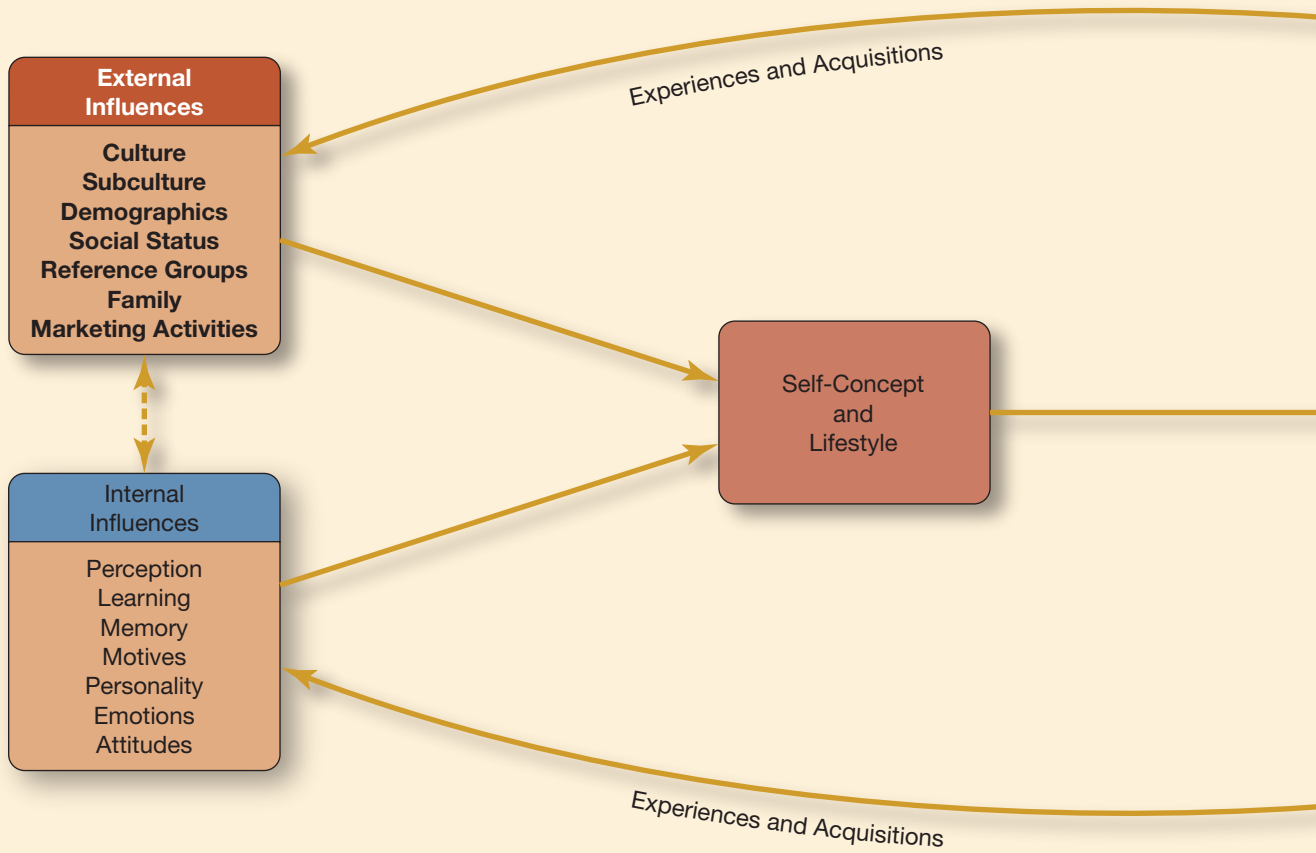 Experiences and Acquisitions
External
Influences
Culture
Subculture
Demographics
Social Status
Reference Groups
Family
Marketing Activities
Self-Concept
and
Lifestyle
Internal
Influences
Perception
Learning
Memory
Motives
Personality
Emotions
Attitudes
Experiences and Acquisitions